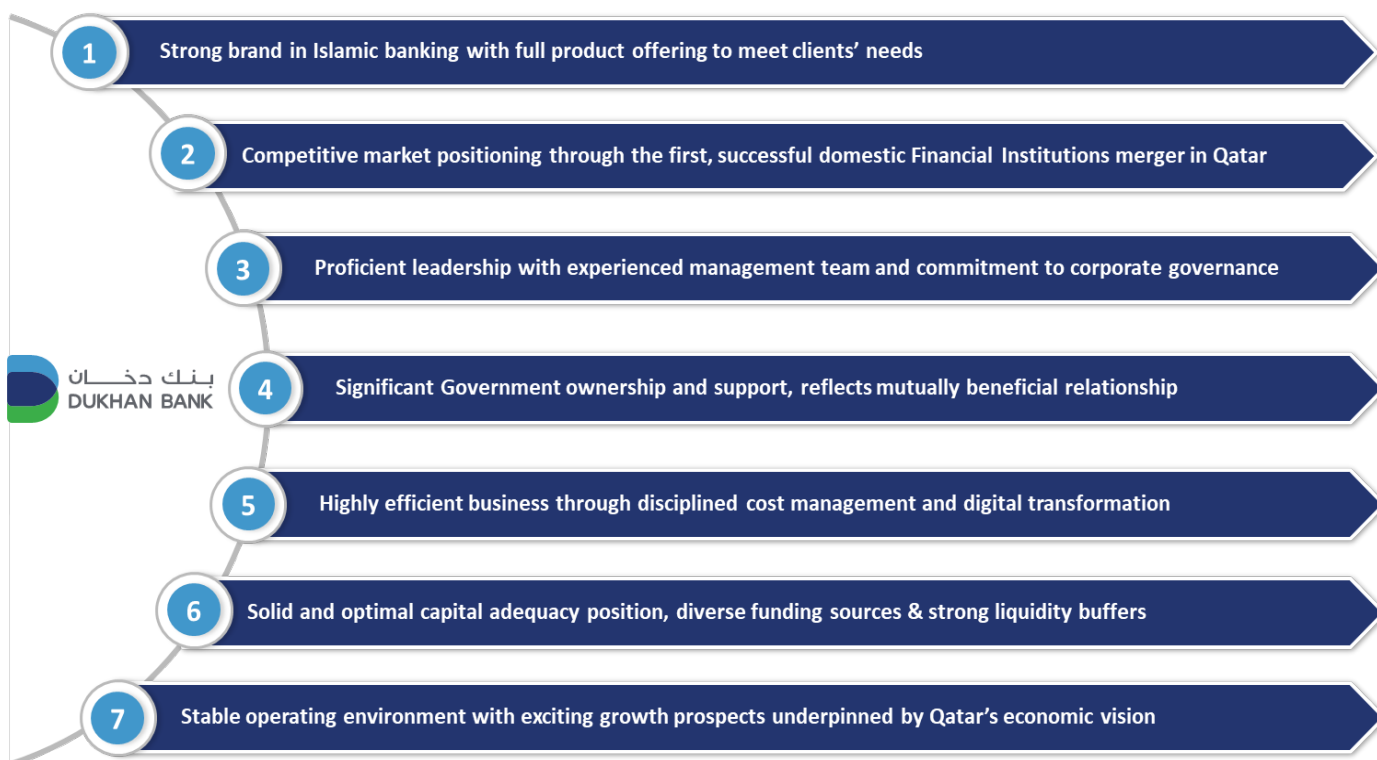 1
Strong brand in Islamic banking with full product offering to meet clients’ needs
2
Competitive market positioning through the first, successful domestic Financial Institutions merger in Qatar
3
Proficient leadership with experienced management team and commitment to corporate governance
بنك دخان
DUKHAN BANK
4
Significant Government ownership and support, reflects mutually beneficial relationship
5
Highly efficient business through disciplined cost management and digital transformation
6
Solid and optimal capital adequacy position, diverse funding sources & strong liquidity buffers
7
Stable operating environment with exciting growth prospects underpinned by Qatar’s economic vision